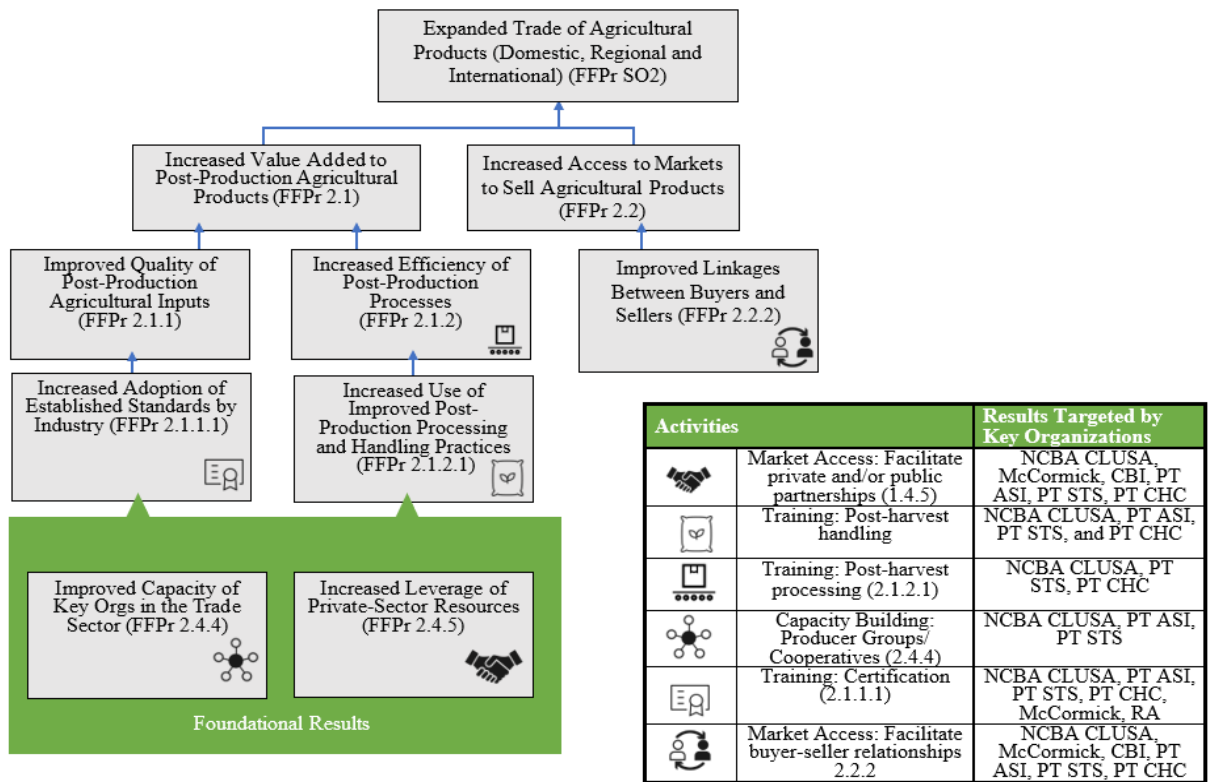 Expanded Trade of Agricultural
Products (Domestic, Regional and
International) (FFPr SO2)
Increased Value Added to
Post-Production Agricultural
Products (FFPr 2.1)
Increased Access to Markets
to Sell Agricultural Products
(FFPr 2.2)
Improved Quality of
Post-Production
Agricultural Inputs
(FFPr 2.1.1)
Increased Efficiency of
Post-Production
Processes
(FFPr 2.1.2)
Improved Linkages
Between Buyers and
Sellers (FFPr 2.2.2)
Increased Adoption of
Established Standards by
Industry (FFPr 2.1.1.1)
Increased Use of
Improved Post-
Production Processing
and Handling Practices
(FFPr 2.1.2.1)
Improved Capacity of
Key Orgs in the Trade
Sector (FFPr 2.4.4)
Increased Leverage of
Private-Sector Resources
(FFPr 2.4.5)
Foundational Results
Activities
Results Targeted by
Key Organizations
Market Access: Facilitate
private and/or public
partnerships (1.4.5)
NCBA CLUSA,
McCormick, CBI, PT
ASI, PT STS, PT CHC
Training: Post-harvest
handling
NCBA CLUSA, PT ASI,
PT STS, and PT CHC
Training: Post-harvest
processing (2.1.2.1)
NCBA CLUSA, PT
STS, PT CHC
Capacity Building:
Producer Groups/
Cooperatives (2.4.4)
NCBA CLUSA, PT ASI,
PT STS
Training: Certification
(2.1.1.1)
NCBA CLUSA, PT ASI,
PT STS, PT CHC,
McCormick, RA
Market Access: Facilitate
buyer-seller relationships
2.2.2
NCBA CLUSA,
McCormick, CBI, PT
ASI, PT STS, PT CHC